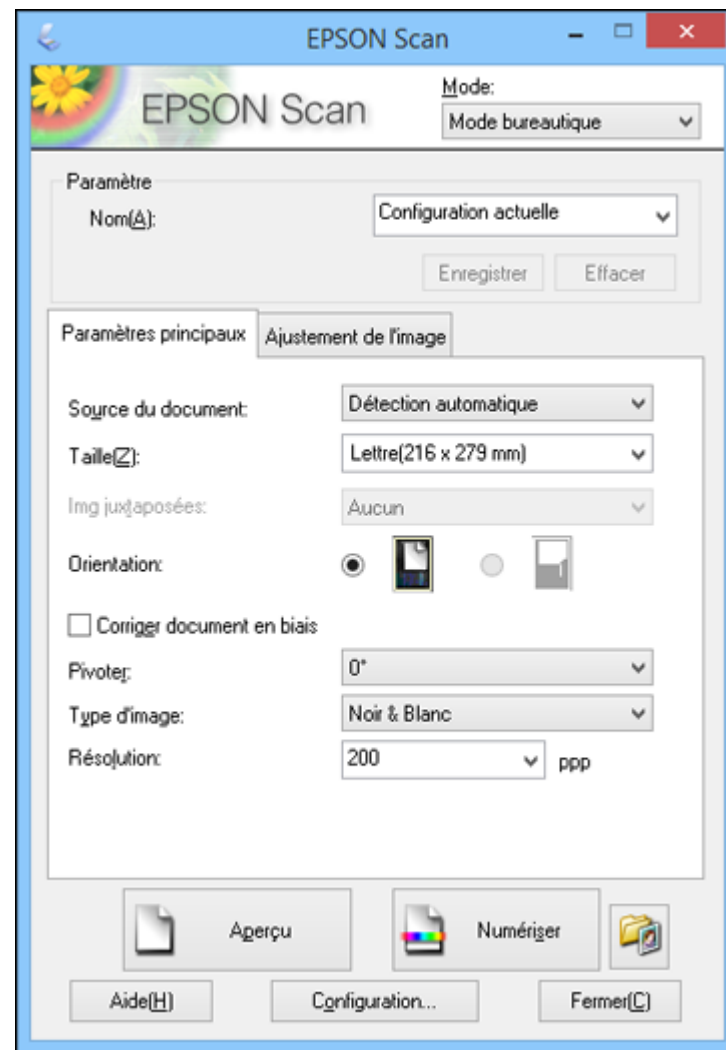 EPSON Scan
EPSON Scan
Mode:
Mode bureautique
Paramètre
Nom(A):
Configuration actuelle
Enregistrer
Effacer
Paramètres principaux
Ajustement de l'image
Source du document:
Détection automatique
Taille(Z):
Lettre(216 x 279 mm)
Img juxtaposées:
Aucun
Orientation:
Corriger document en biais
Pivoter:
0°
Type d'image:
Noir & Blanc
Résolution:
200
ppp
Aperçu
Numériser
Aide(H)
Configuration...
Fermer(C)